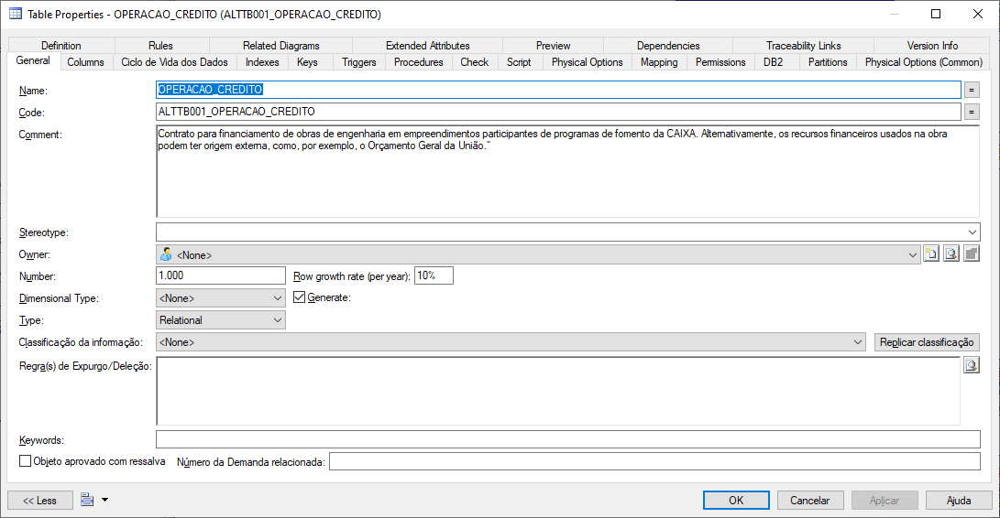 Table Properties - OPERACAO_CREDITO (ALTTB001_OPERACAO_CREDITO)
Definition Rules Related Diagrams Extended Attributes Preview Dependencies Traceability Links Version Info
General Columns Ciclo de Vida dos Dados Indexes Keys Triggers Procedures Check Script Physical Options Mapping Permissions DB2 Partitions Physical Options (Common)
Name: OPERACAO_CREDITO =
Code: ALTTB001_OPERACAO_CREDITO =
Comment: Contrato para financiamento de obras de engenharia em empreendimentos participantes de programas de fomento da CAIXA. Alternativamente, os recursos financeiros usados na obra
podem ter origem externa, como, por exemplo, o Orçamento Geral da União."
Stereotype:
Owner: <None>
Number: 1.000 Row growth rate (per year): 10%
Dimensional Type: <None> Generate:
Type: Relational
Classificação da informação: <None> Replicar classificação
Regra(s) de Expurgo/Deleção:
Keywords:
Objeto aprovado com ressalva Número da Demanda relacionada:
<< Less OK Cancelar Aplicar Ajuda